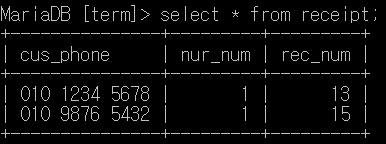 MariaDB [term]> select * from receipt;
+---------------+---------+---------+
| cus_phone     | nur_num | rec_num |
+---------------+---------+---------+
| 010 1234 5678 |       1 |      13 |
| 010 9876 5432 |       1 |      15 |
+---------------+---------+---------+